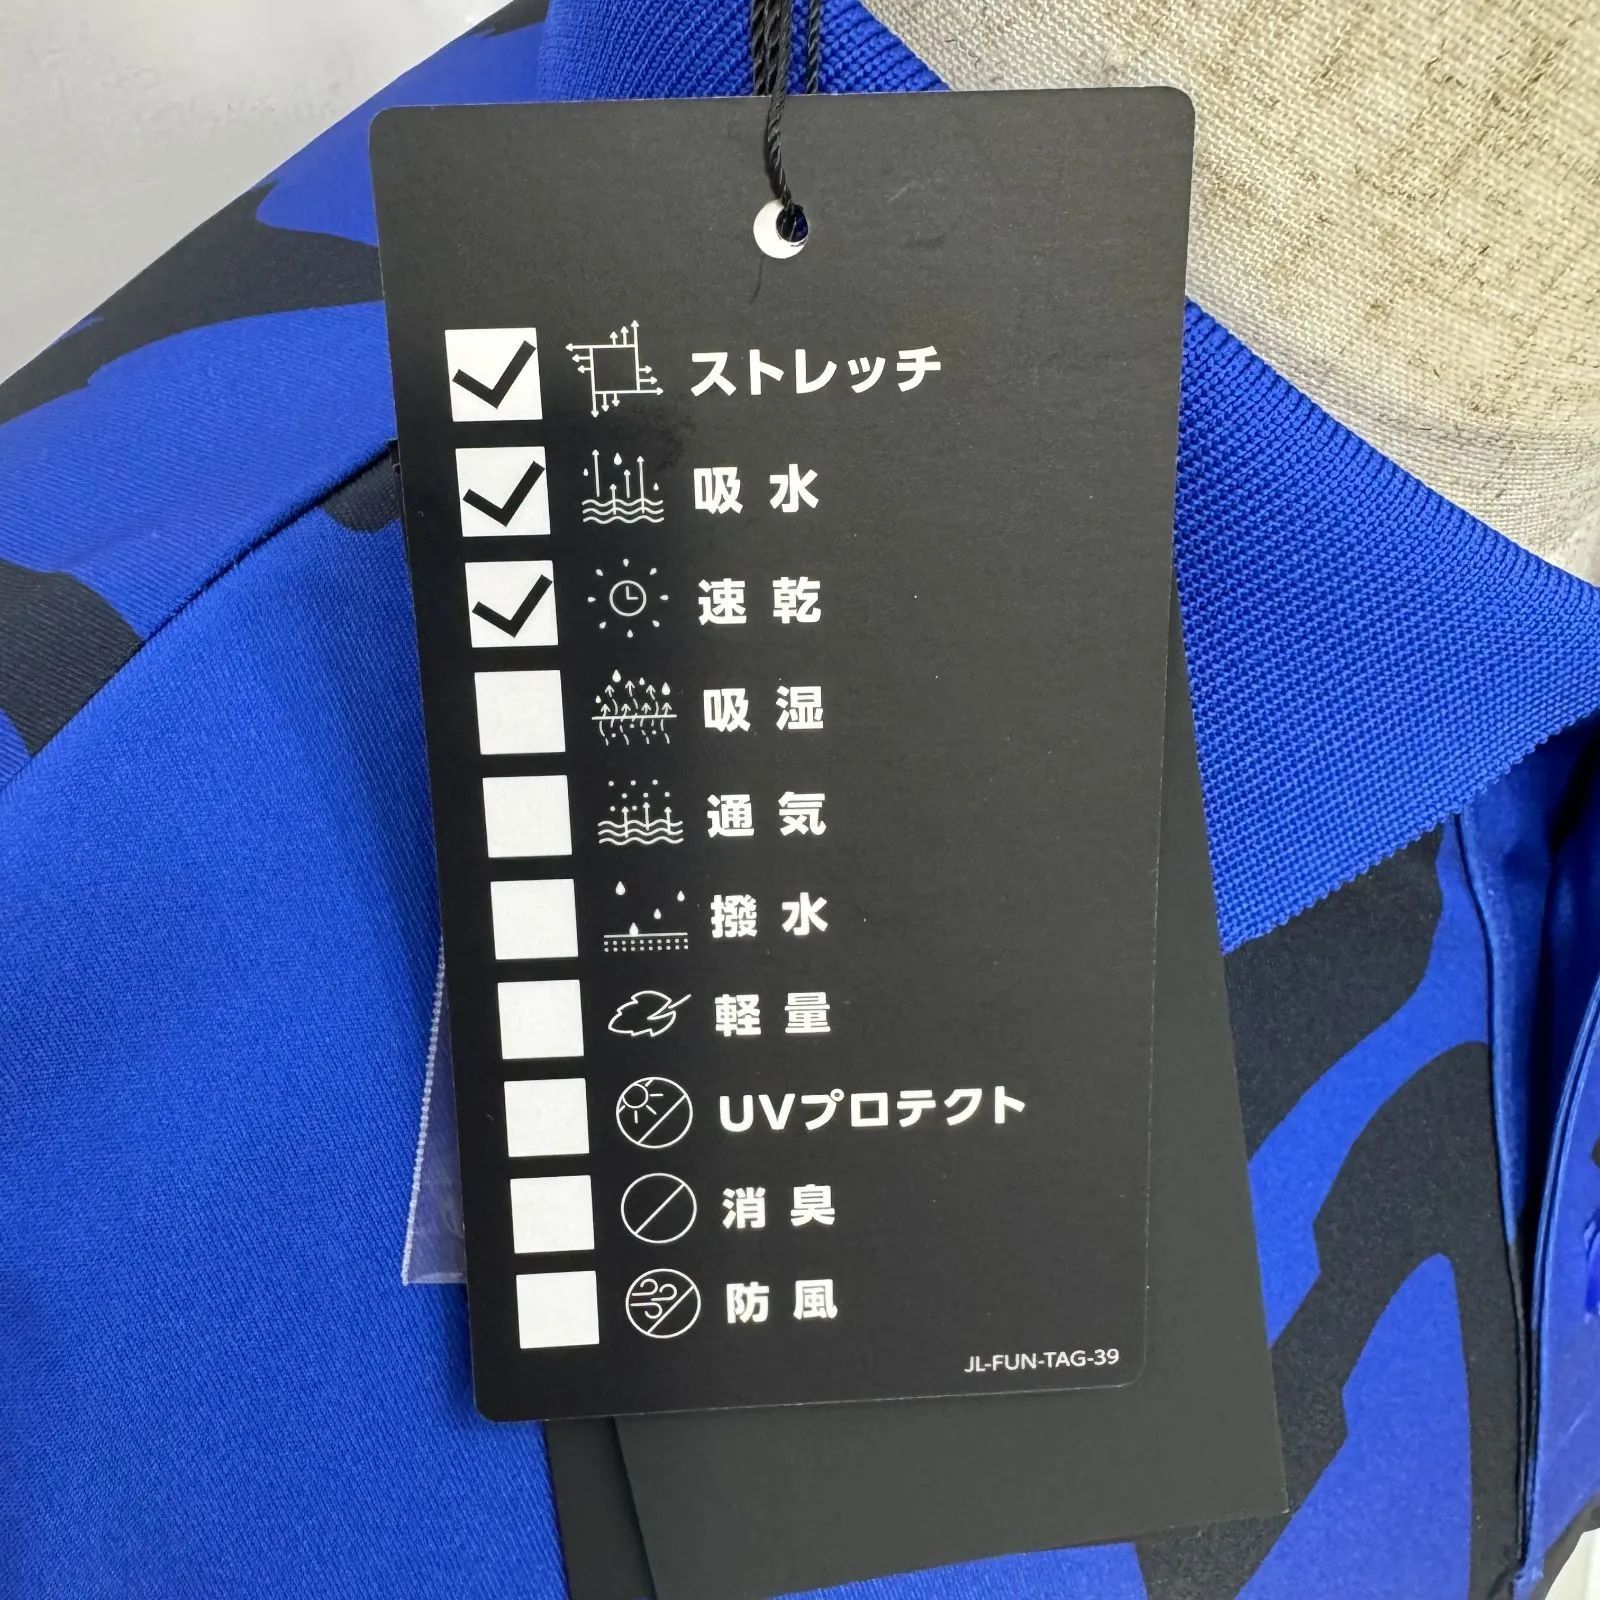 ストレッチ
吸水
速乾
吸湿
通気
撥水
軽量
UVプロテクト
消臭
防風
JL-FUN-TAG-39